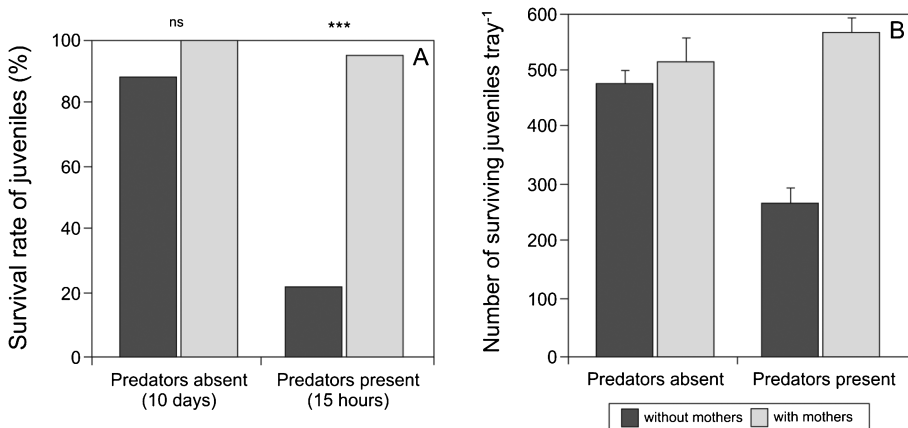 ns
***
A
100
80
60
40
20
0
Survival rate of juveniles (%)
Predators absent
(10 days)
Predators present
(15 hours)
B
600
500
400
300
200
100
0
Number of surviving juveniles tray-1
Predators absent
Predators present
without mothers
with mothers